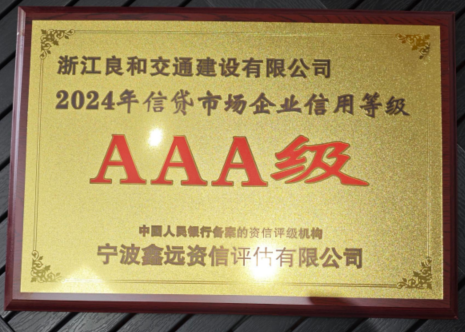 浙江良和交通建设有限公司
2024年信贷市场企业信用等级
AAA级
中国人民银行备案的资信评级机构
宁波鑫远资信评估有限公司